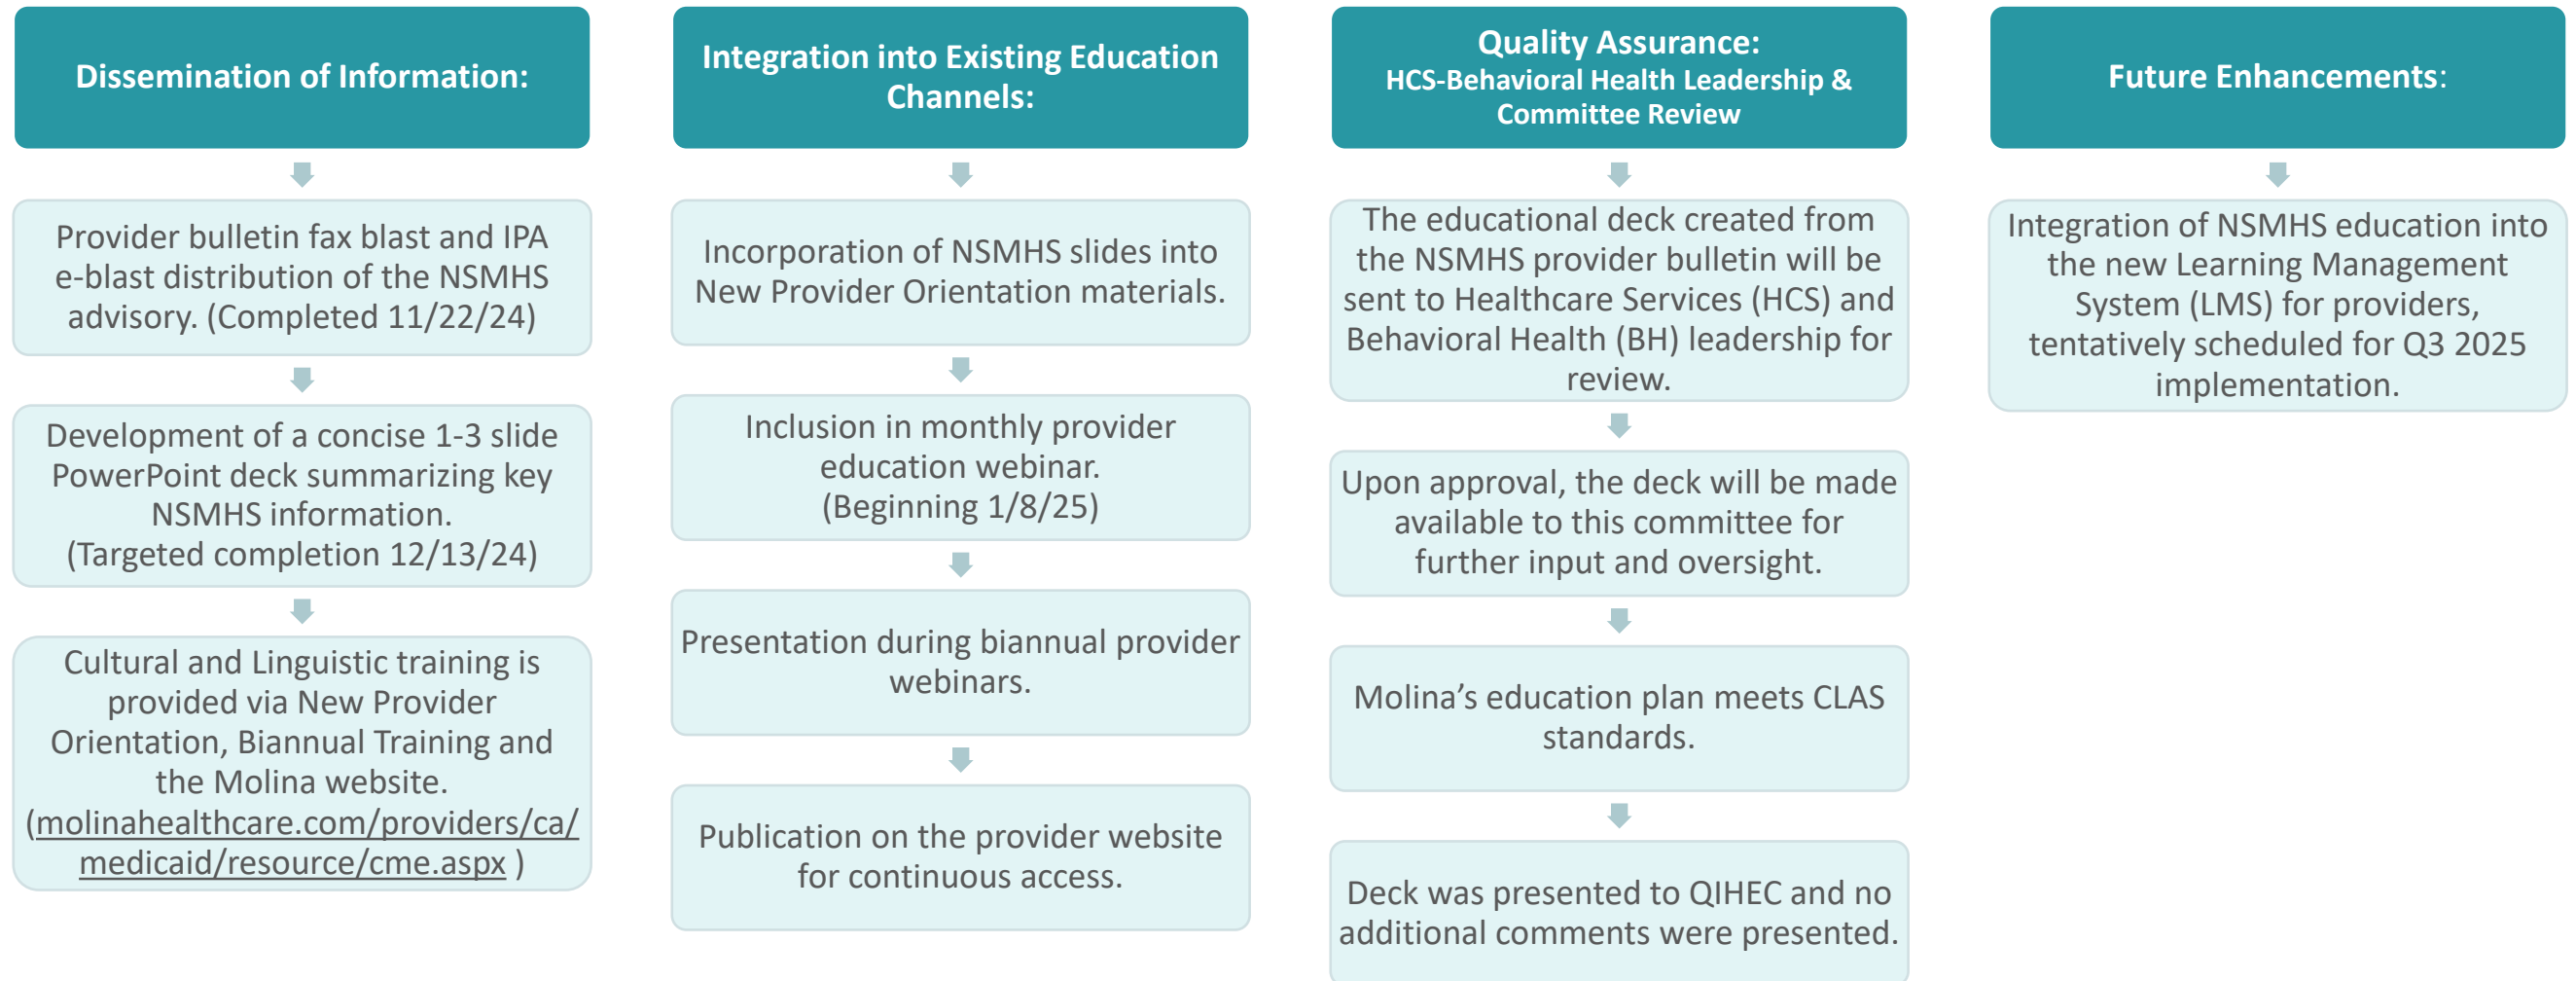 Dissemination of Information:
Provider bulletin fax blast and IPA
e-blast distribution of the NSMHS
advisory. (Completed 11/22/24)
Development of a concise 1-3 slide
PowerPoint deck summarizing key
NSMHS information.
(Targeted completion 12/13/24)
Cultural and Linguistic training is
provided via New Provider
Orientation, Biannual Training and
the Molina website.
(molinahealthcare.com/providers/ca/
medicaid/resource/cme.aspx )
Integration into Existing Education
Channels:
Incorporation of NSMHS slides into
New Provider Orientation materials.
Inclusion in monthly provider
education webinar.
(Beginning 1/8/25)
Presentation during biannual provider
webinars.
Publication on the provider website
for continuous access.
Quality Assurance:
HCS-Behavioral Health Leadership &
Committee Review
The educational deck created from
the NSMHS provider bulletin will be
sent to Healthcare Services (HCS) and
Behavioral Health (BH) leadership for
review.
Upon approval, the deck will be made
available to this committee for
further input and oversight.
Molina’s education plan meets CLAS
standards.
Deck was presented to QIHEC and no
additional comments were presented.
Future Enhancements:
Integration of NSMHS education into
the new Learning Management
System (LMS) for providers,
tentatively scheduled for Q3 2025
implementation.